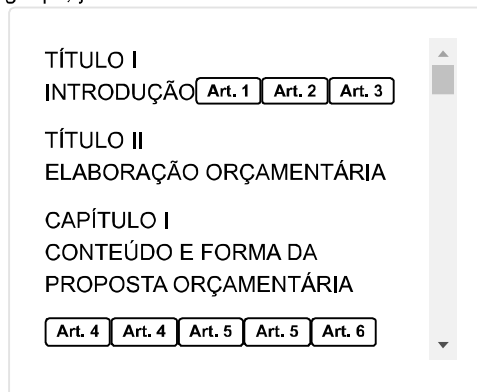 TÍTULO I
INTRODUÇÃO Art. 1 Art. 2 Art. 3
TÍTULO II
ELABORAÇÃO ORÇAMENTÁRIA
CAPÍTULO I
CONTEÚDO E FORMA DA
PROPOSTA ORÇAMENTÁRIA
Art. 4 Art. 4 Art. 5 Art. 5 Art. 6